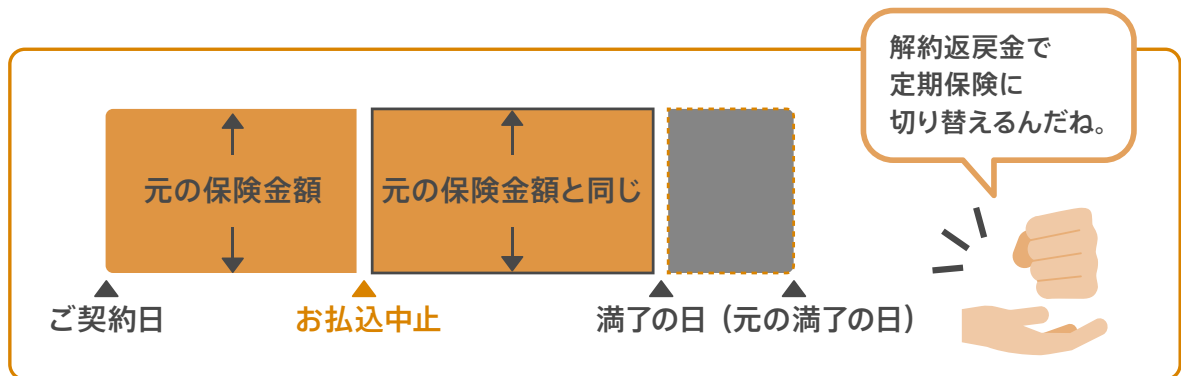 解約返戻金で
定期保険に
切り替えるんだね。
元の保険金額
元の保険金額と同じ
ご契約日
お払込中止
満了の日（元の満了の日）